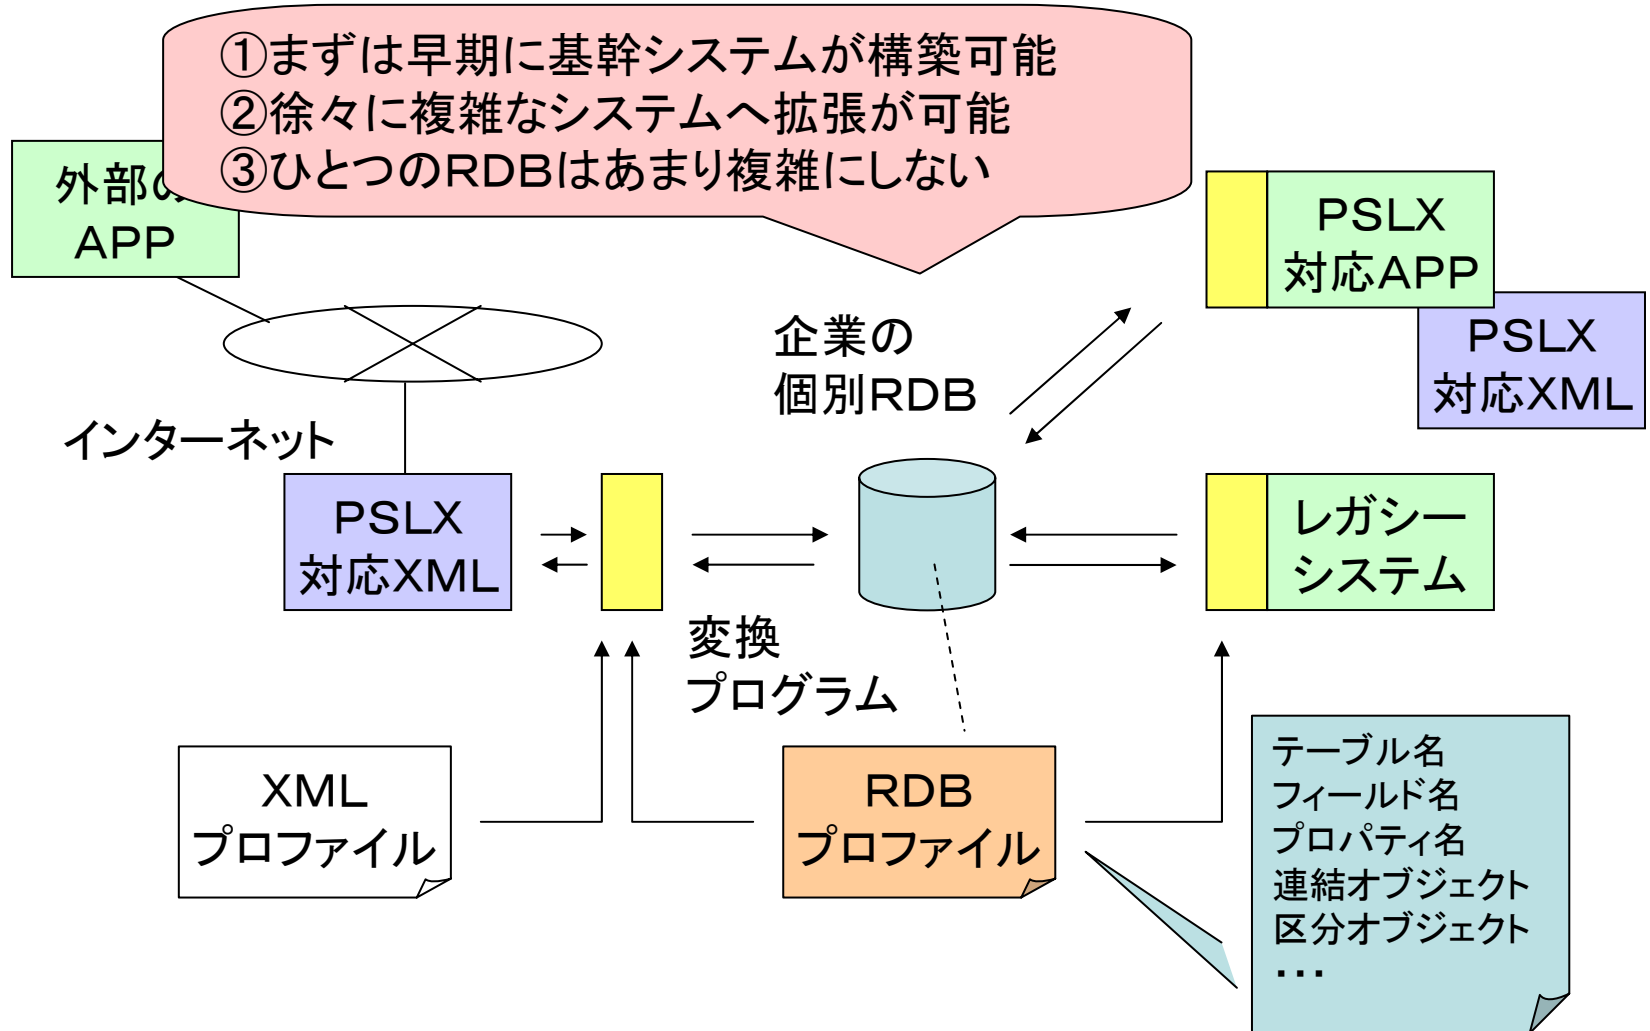 ①まずは早期に基幹システムが構築可能
②徐々に複雑なシステムへ拡張が可能
③ひとつのRDBはあまり複雑にしない
外部の
APP
PSLX
対応APP
PSLX
対応XML
企業の
個別RDB
インターネット
PSLX
対応XML
レガシー
システム
変換
プログラム
XML
プロファイル
RDB
プロファイル
テーブル名
フィールド名
プロパティ名
連結オブジェクト
区分オブジェクト
・・・